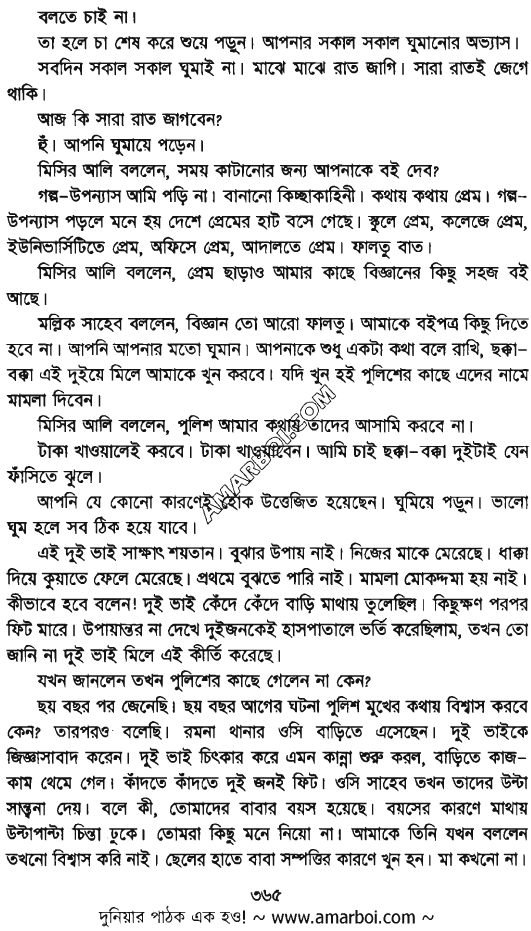 বলতে চাই না।
তা হলে চা শেষ করে শুয়ে পড়ুন। আপনার সকাল সকাল ঘুমানোর অভ্যাস।
সবদিন সকাল সকাল ঘুমাই না। মাঝে মাঝে রাত জাগি। সারা রাতই জেগে
থাকি।
আজ কি সারা রাত জাগবেন?
হুঁ। আপনি ঘুমায়ে পড়েন।
মিসির আলি বললেন, সময় কাটানোর জন্য আপনাকে বই দেব?
গল্প-উপন্যাস আমি পড়ি না। বানানো কিচ্ছাকাহিনী। কথায় কথায় প্রেম। গল্প-
উপন্যাস পড়লে মনে হয় দেশে প্রেমের হাট বসে গেছে। স্কুলে প্রেম, কলেজে প্রেম,
ইউনিভার্সিটিতে প্রেম, অফিসে প্রেম, আদালতে প্রেম। ফালতু বাত।
মিসির আলি বললেন, প্রেম ছাড়াও আমার কাছে বিজ্ঞানের কিছু সহজ বই
আছে।
মল্লিক সাহেব বললেন, বিজ্ঞান তো আরো ফালতু। আমাকে বইপত্র কিছু দিতে
হবে না। আপনি আপনার মতো ঘুমান। আপনাকে শুধু একটা কথা বলে রাখি, ছক্কা-
বক্কা এই দুইয়ে মিলে আমাকে খুন করবে। যদি খুন হই পুলিশের কাছে এদের নামে
মামলা দিবেন।
মিসির আলি বললেন, পুলিশ আমার কথায় তাদের আসামি করবে না।
টাকা খাওয়ালেই করবে। টাকা খাওয়াবেন। আমি চাই ছক্কা-বক্কা দুইটাই যেন
ফাঁসিতে ঝুলে।
আপনি যে কোনো কারণেই হোক উত্তেজিত হয়েছেন। ঘুমিয়ে পড়ুন। ভালো
ঘুম হলে সব ঠিক হয়ে যাবে।
এই দুই ভাই সাক্ষাৎ শয়তান। বুঝার উপায় নাই। নিজের মাকে মেরেছে। ধাক্কা
দিয়ে কুয়াতে ফেলে মেরেছে। প্রথমে বুঝতে পারি নাই। মামলা মোকদ্দমা হয় নাই।
কীভাবে হবে বলেন! দুই ভাই কেঁদে কেঁদে বাড়ি মাথায় তুলেছিল। কিছুক্ষণ পরপর
ফিট মারে। উপায়ান্তর না দেখে দুইজনকেই হাসপাতালে ভর্তি করেছিলাম, তখন তো
জানি না দুই ভাই মিলে এই কীর্তি করেছে।
যখন জানলেন তখন পুলিশের কাছে গেলেন না কেন?
ছয় বছর পর জেনেছি। ছয় বছর আগের ঘটনা পুলিশ মুখের কথায় বিশ্বাস করবে
কেন? তারপরও বলেছি। রমনা থানার ওসি বাড়িতে এসেছেন। দুই ভাইকে
জিজ্ঞাসাবাদ করেন। দুই ভাই চিৎকার করে এমন কান্না শুরু করল, বাড়িতে কাজ-
কাম থেমে গেল। কাঁদতে কাঁদতে দুই জনই ফিট। ওসি সাহেব তখন তাদের উল্টা
সান্ত্বনা দেয়। বলে কী, তোমাদের বাবার বয়স হয়েছে। বয়সের কারণে মাথায়
উল্টাপাল্টা চিন্তা ঢুকে। তোমরা কিছু মনে নিয়ো না। আমাকে তিনি যখন বললেন
তখনো বিশ্বাস করি নাই। ছেলের হাতে বাবা সম্পত্তির কারণে খুন হন। মা কখনো না।
AMARBOI.COM
৩৬৫
দুনিয়ার পাঠক এক হও! ~ www.amarboi.com ~